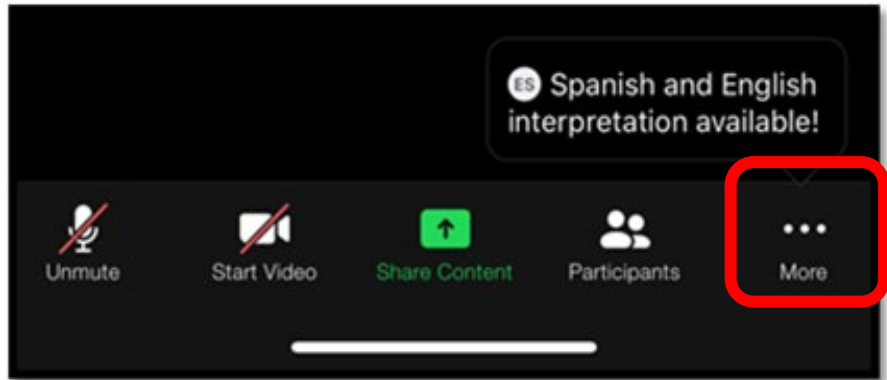 ES Spanish and English
interpretation available!
Unmute Start Video Share Content Participants More